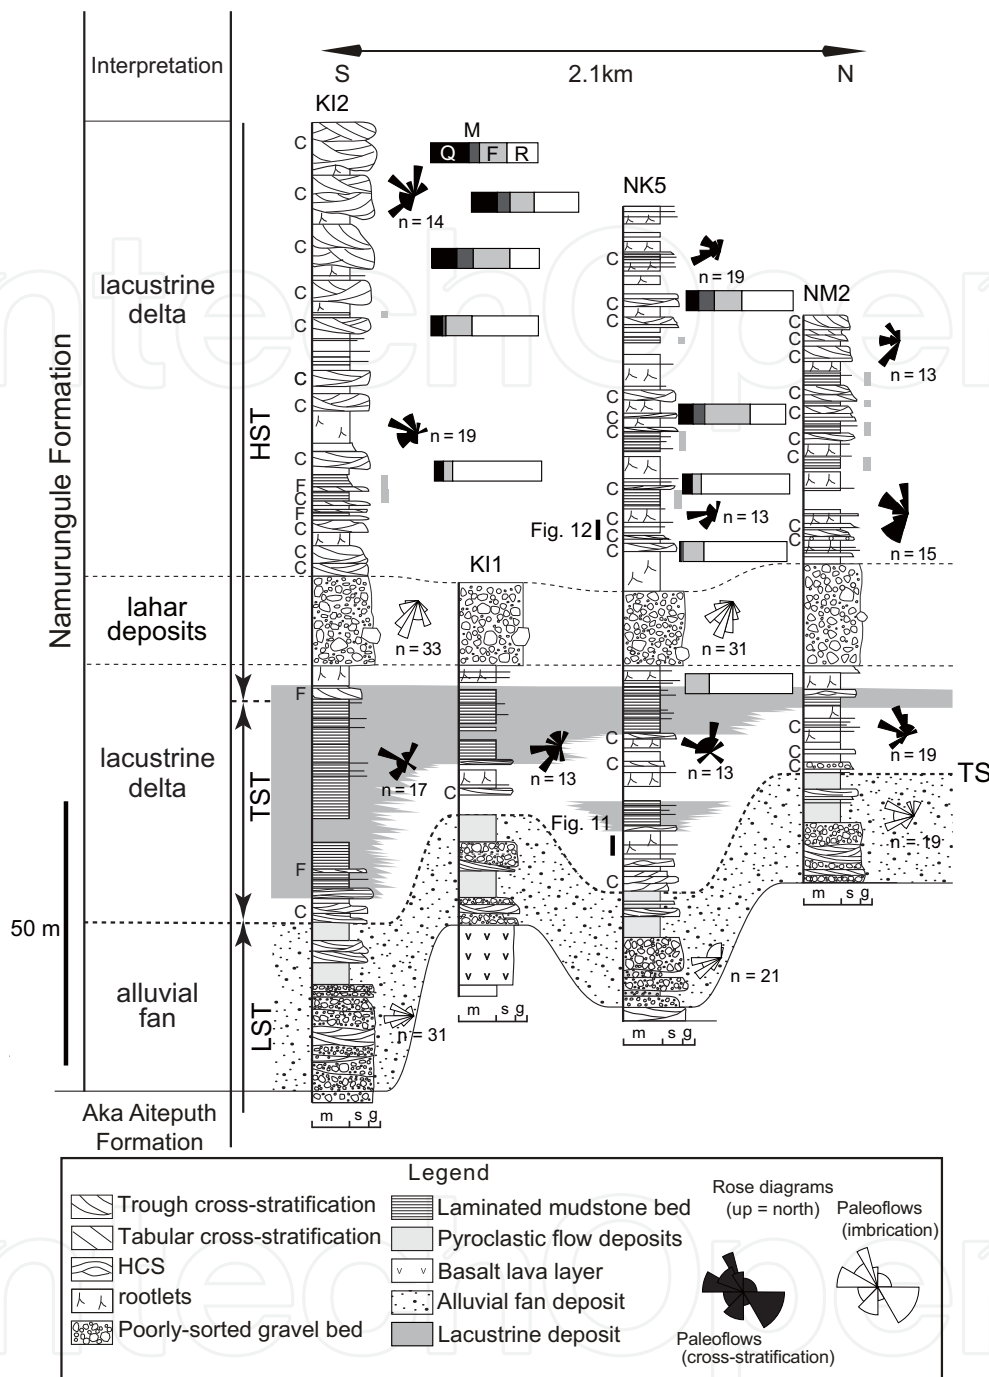 Interpretation
S
2.1km
N
KI2
M
Q
F
R
NK5
NM2
KI1
Namurungule Formation
lacustrine
delta
lahar
deposits
lacustrine
delta
alluvial
fan
Aka Aiteputh
Formation
HST
TST
LST
50 m
C
C
n = 14
C
C
C
C
C
n = 19
C
F
C
F
C
C
C
n = 33
F
n = 17
F
C
n = 31
m
s
g
n = 13
C
m
s
g
C
n = 19
C
C
C
C
C
C
n = 13
Fig. 12
C
C
C
n = 31
C
C
n = 13
Fig. 11
C
n = 21
m
s
g
C
C
C
n = 13
C
C
C
C
C
C
n = 15
C
C
C
n = 19
TS
n = 19
m
s
g
Legend
Trough cross-stratification
Tabular cross-stratification
HCS
rootlets
Poorly-sorted gravel bed
Laminated mudstone bed
Pyroclastic flow deposits
Basalt lava layer
Alluvial fan deposit
Lacustrine deposit
Rose diagrams
(up = north)
Paleoflows
(imbrication)
Paleoflows
(cross-stratification)